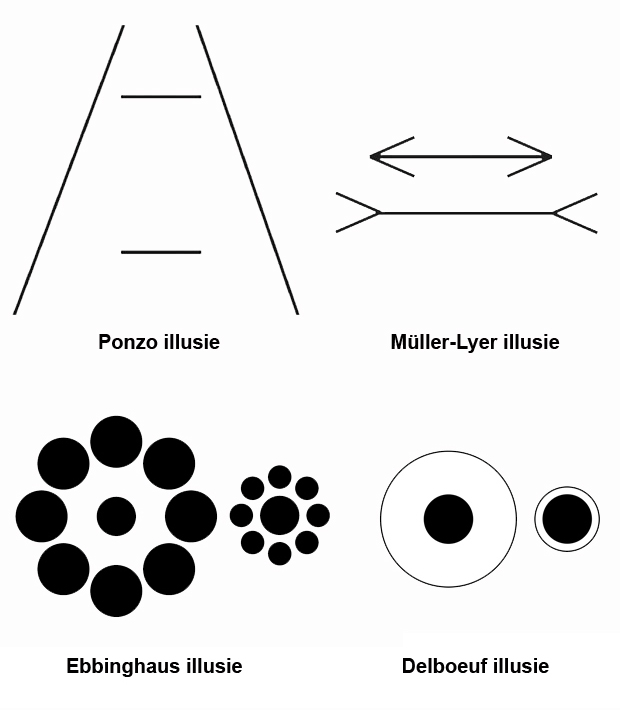 Ponzo illusie
Müller-Lyer illusie
Ebbinghaus illusie
Delboeuf illusie